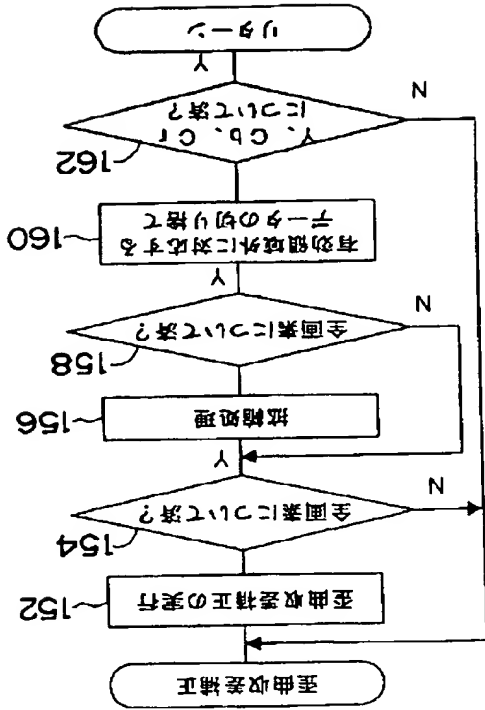 歪曲収差補正
歪曲収差補正の実行
152
全画素について済?
154
N
Y
拡縮処理
156
全画素について済?
158
N
Y
有効領域外に対応する
データの切り捨て
160
Y、Cb、Cr
について済?
162
N
Y
リターン